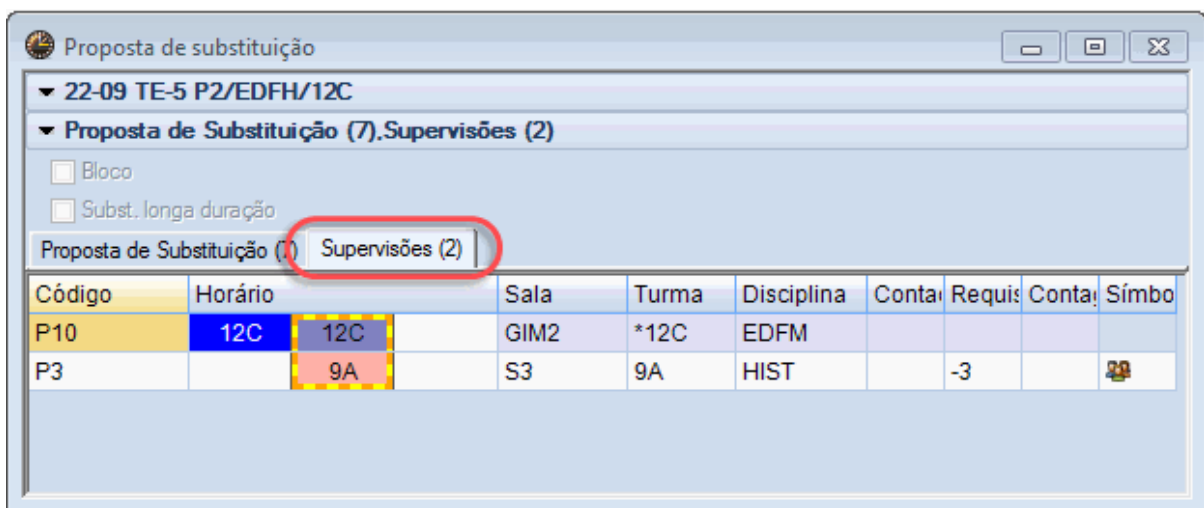 Proposta de substituição
22-09 TE-5 P2/EDFH/12C
Proposta de Substituição (7),Supervisões (2)
Bloco
Subst. longa duração
Proposta de Substituição (7) Supervisões (2)
Código Horário Sala Turma Disciplina Conta Requis Conta Símbo
P10 12C 12C GIM2 *12C EDFM
P3 9A S3 9A HIST -3